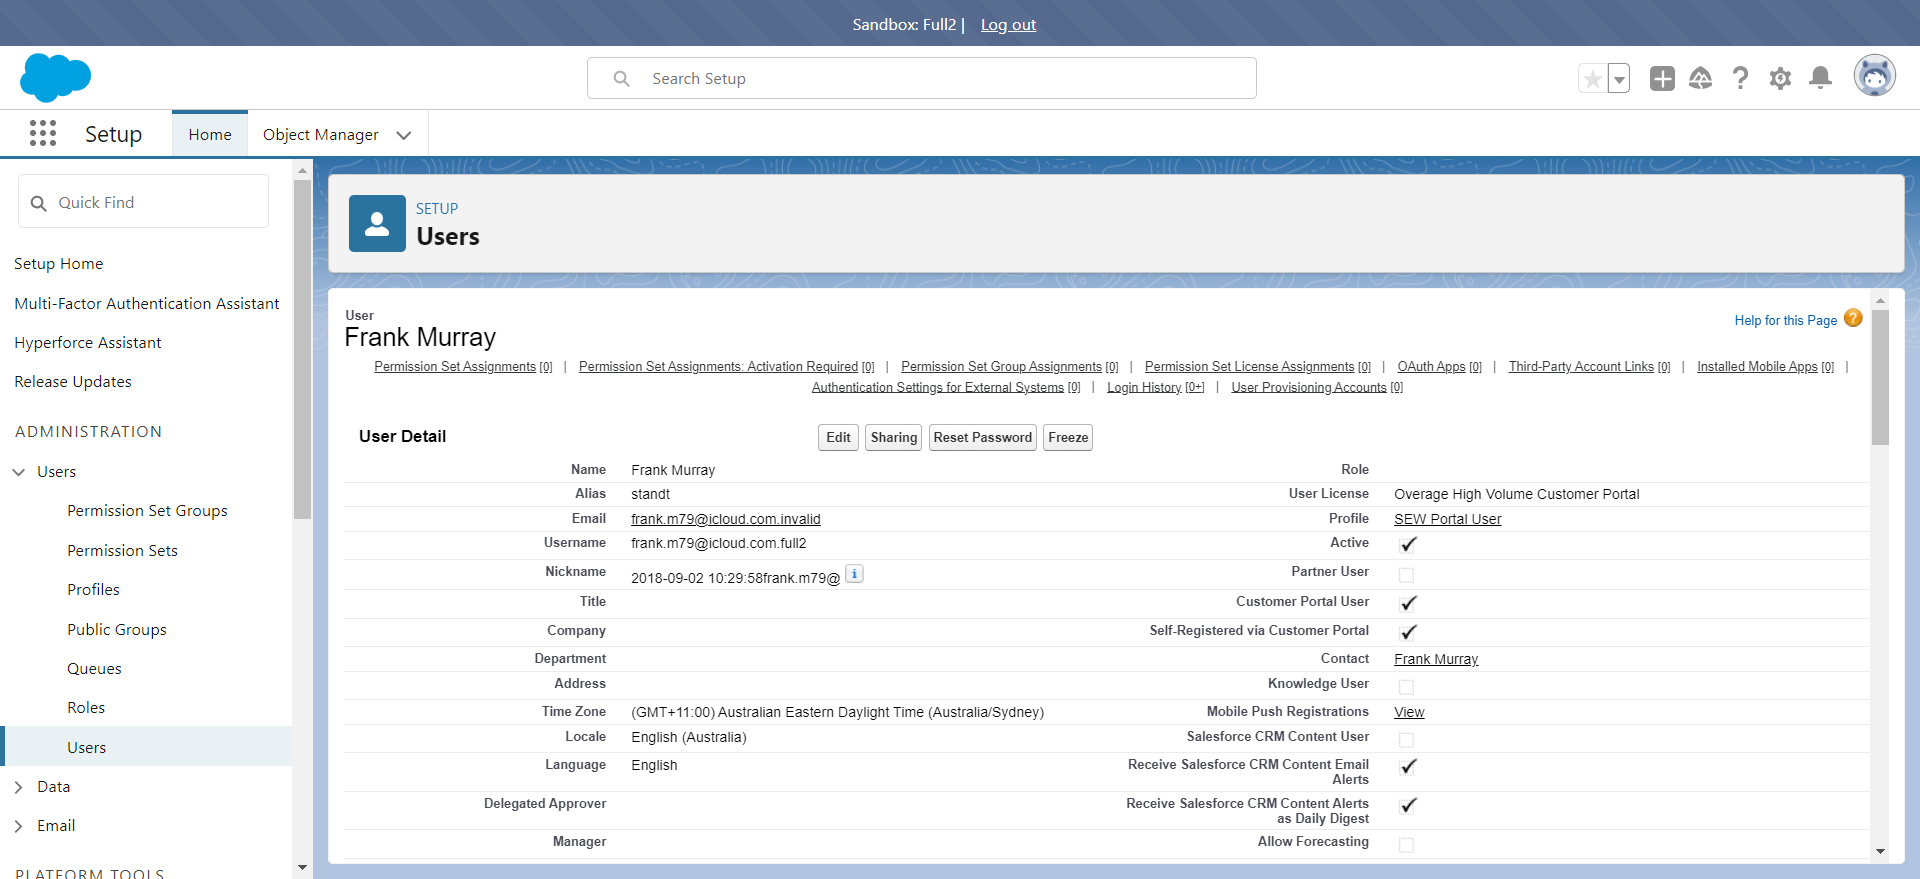 Sandbox: Full2 | Log out
Search Setup
Setup Home Object Manager
Quick Find
Setup Home
Multi-Factor Authentication Assistant
Hyperforce Assistant
Release Updates
ADMINISTRATION
Users
Permission Set Groups
Permission Sets
Profiles
Public Groups
Queues
Roles
Users
Data
Email
PLATFORM TOOLS
SETUP
Users
User
Frank Murray
Help for this Page ?
Permission Set Assignments [0] | Permission Set Assignments: Activation Required [0] | Permission Set Group Assignments [0] | Permission Set License Assignments [0] | OAuth Apps [0] | Third-Party Account Links [0] | Installed Mobile Apps [0] |
Authentication Settings for External Systems [0] | Login History [0+] | User Provisioning Accounts [0]
User Detail Edit Sharing Reset Password Freeze
Name Frank Murray Role
Alias standt User License Overage High Volume Customer Portal
Email frank.m79@icloud.com.invalid Profile SEW Portal User
Username frank.m79@icloud.com.full2 Active
Nickname 2018-09-02 10:29:58frank.m79@ i Partner User
Title Customer Portal User
Company Self-Registered via Customer Portal
Department Contact Frank Murray
Address Knowledge User
Time Zone (GMT+11:00) Australian Eastern Daylight Time (Australia/Sydney) Mobile Push Registrations View
Locale English (Australia) Salesforce CRM Content User
Language English Receive Salesforce CRM Content Email
Alerts
Delegated Approver Receive Salesforce CRM Content Alerts
as Daily Digest
Manager Allow Forecasting